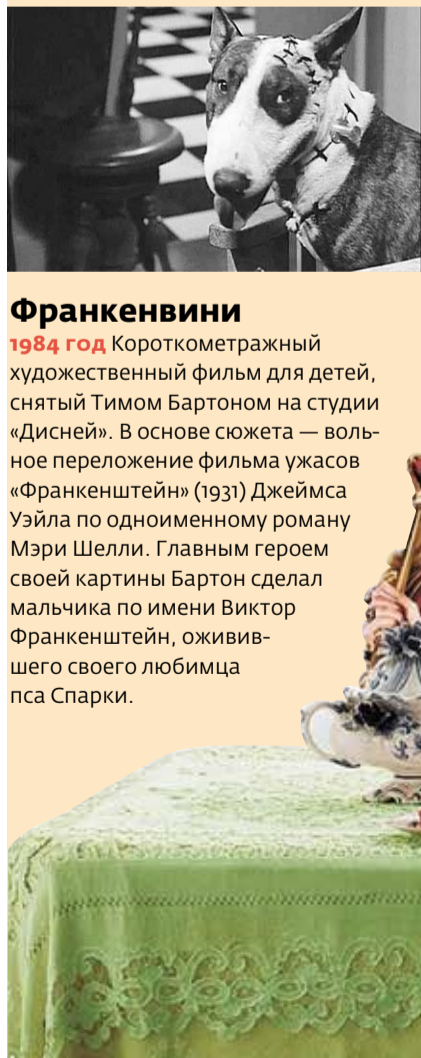 Франкенвини
1984 год Короткометражный
художественный фильм для детей,
снятый Тимом Бартоном на студии
«Дисней». В основе сюжета — воль-
ное переложение фильма ужасов
«Франкенштейн» (1931) Джеймса
Уэйла по одноименному роману
Мэри Шелли. Главным героем
своей картины Бартон сделал
мальчика по имени Виктор
Франкенштейн, оживив-
шего своего любимца
пса Спарки.